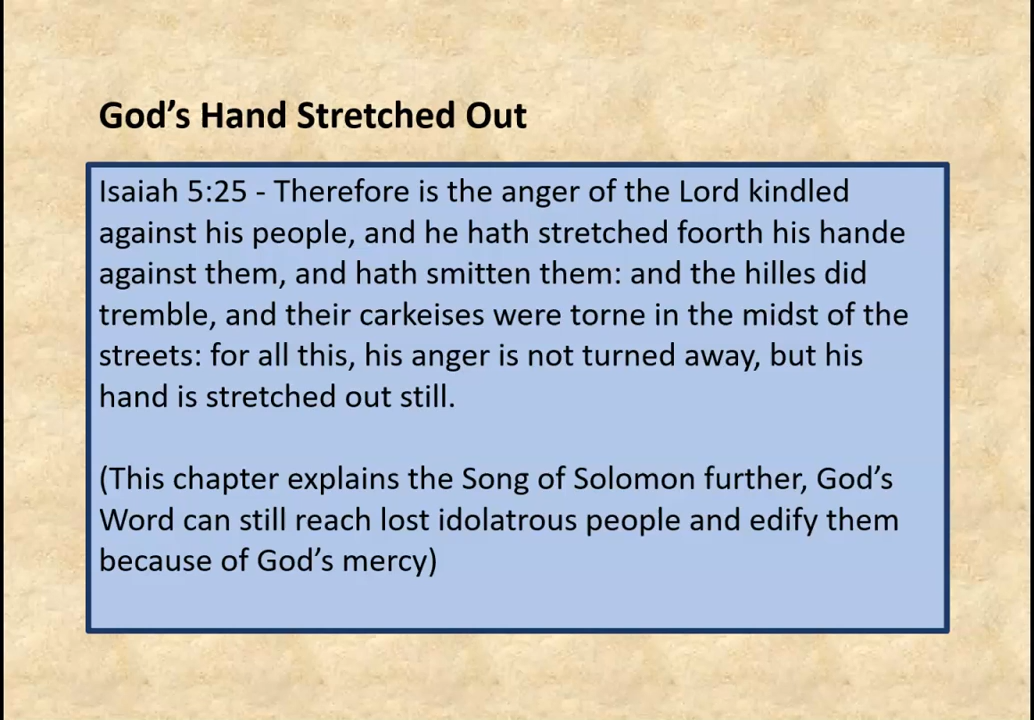 God’s Hand Stretched Out
Isaiah 5:25 - Therefore is the anger of the Lord kindled
against his people, and he hath stretched foorth his hande
against them, and hath smitten them: and the hilles did
tremble, and their carkeises were torne in the midst of the
streets: for all this, his anger is not turned away, but his
hand is stretched out still.
(This chapter explains the Song of Solomon further, God’s
Word can still reach lost idolatrous people and edify them
because of God’s mercy)